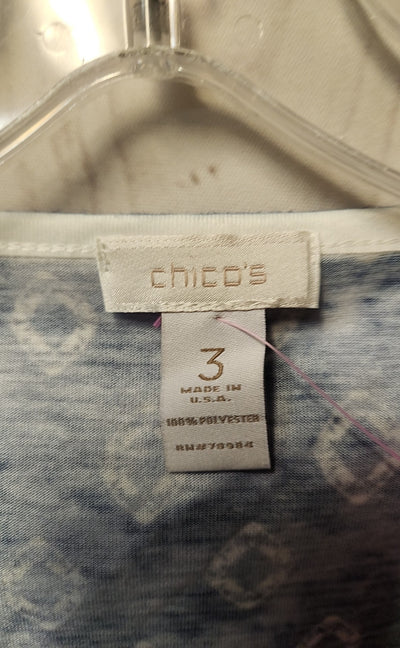 chico's
3
MADE IN
U.S.A.
100% POLYESTER
RN#79984